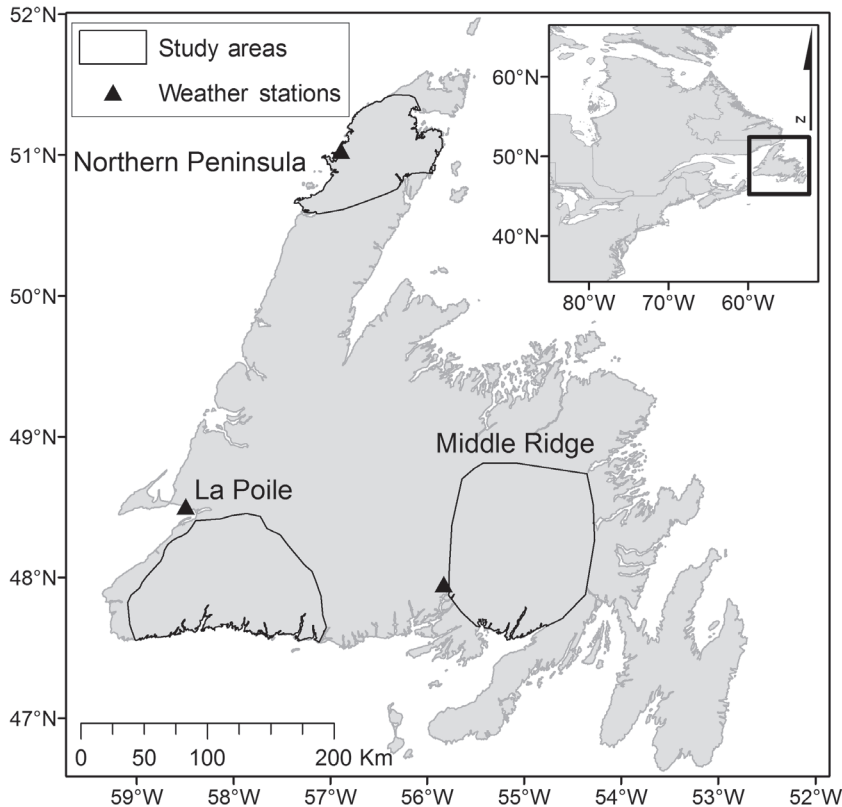 52°N
Study areas
Weather stations
60°N
N
51°N
Northern Peninsula
50°N
40°N
50°N
80°W 70°W 60°W
49°N
Middle Ridge
La Poile
48°N
47°N
0 50 100 200 Km
59°W 58°W 57°W 56°W 55°W 54°W 53°W 52°W